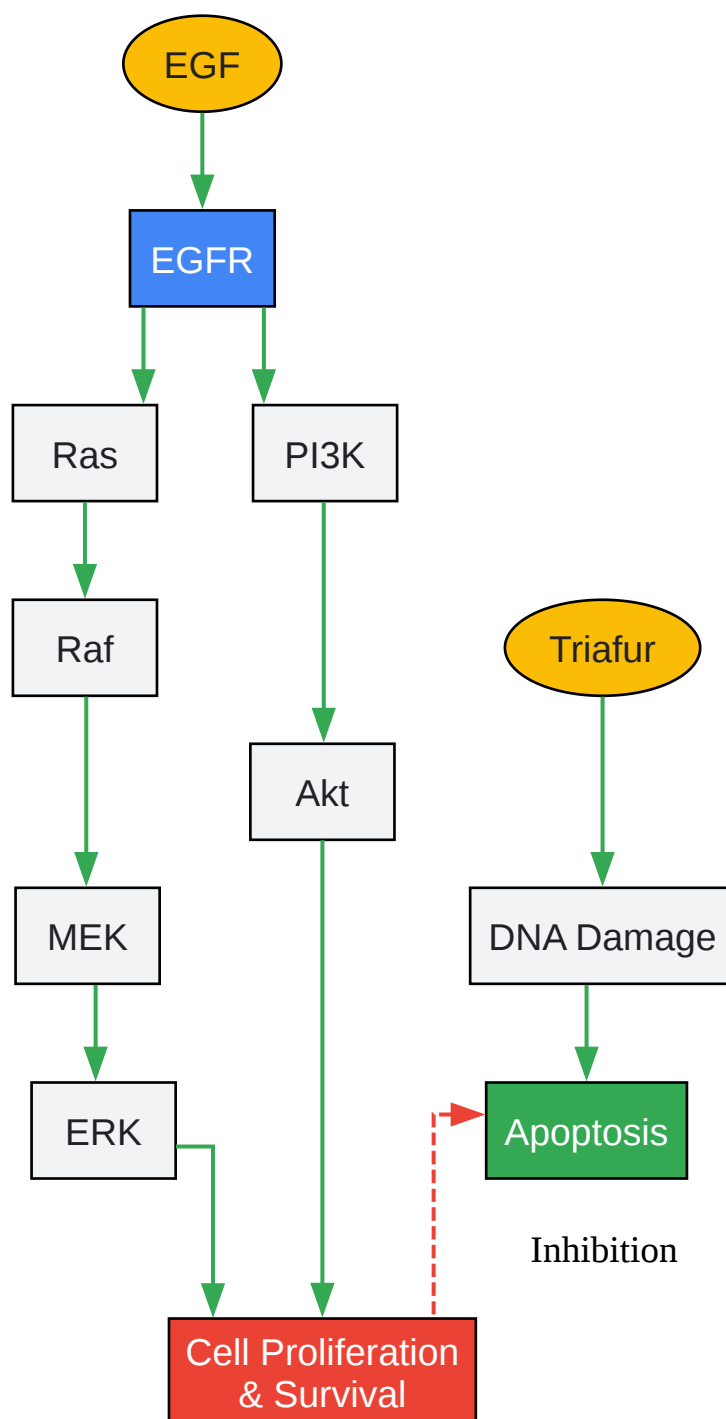 EGF
EGFR
Ras
PI3K
Raf
Triafur
Akt
MEK
DNA Damage
ERK
Apoptosis
Inhibition
Cell Proliferation
& Survival